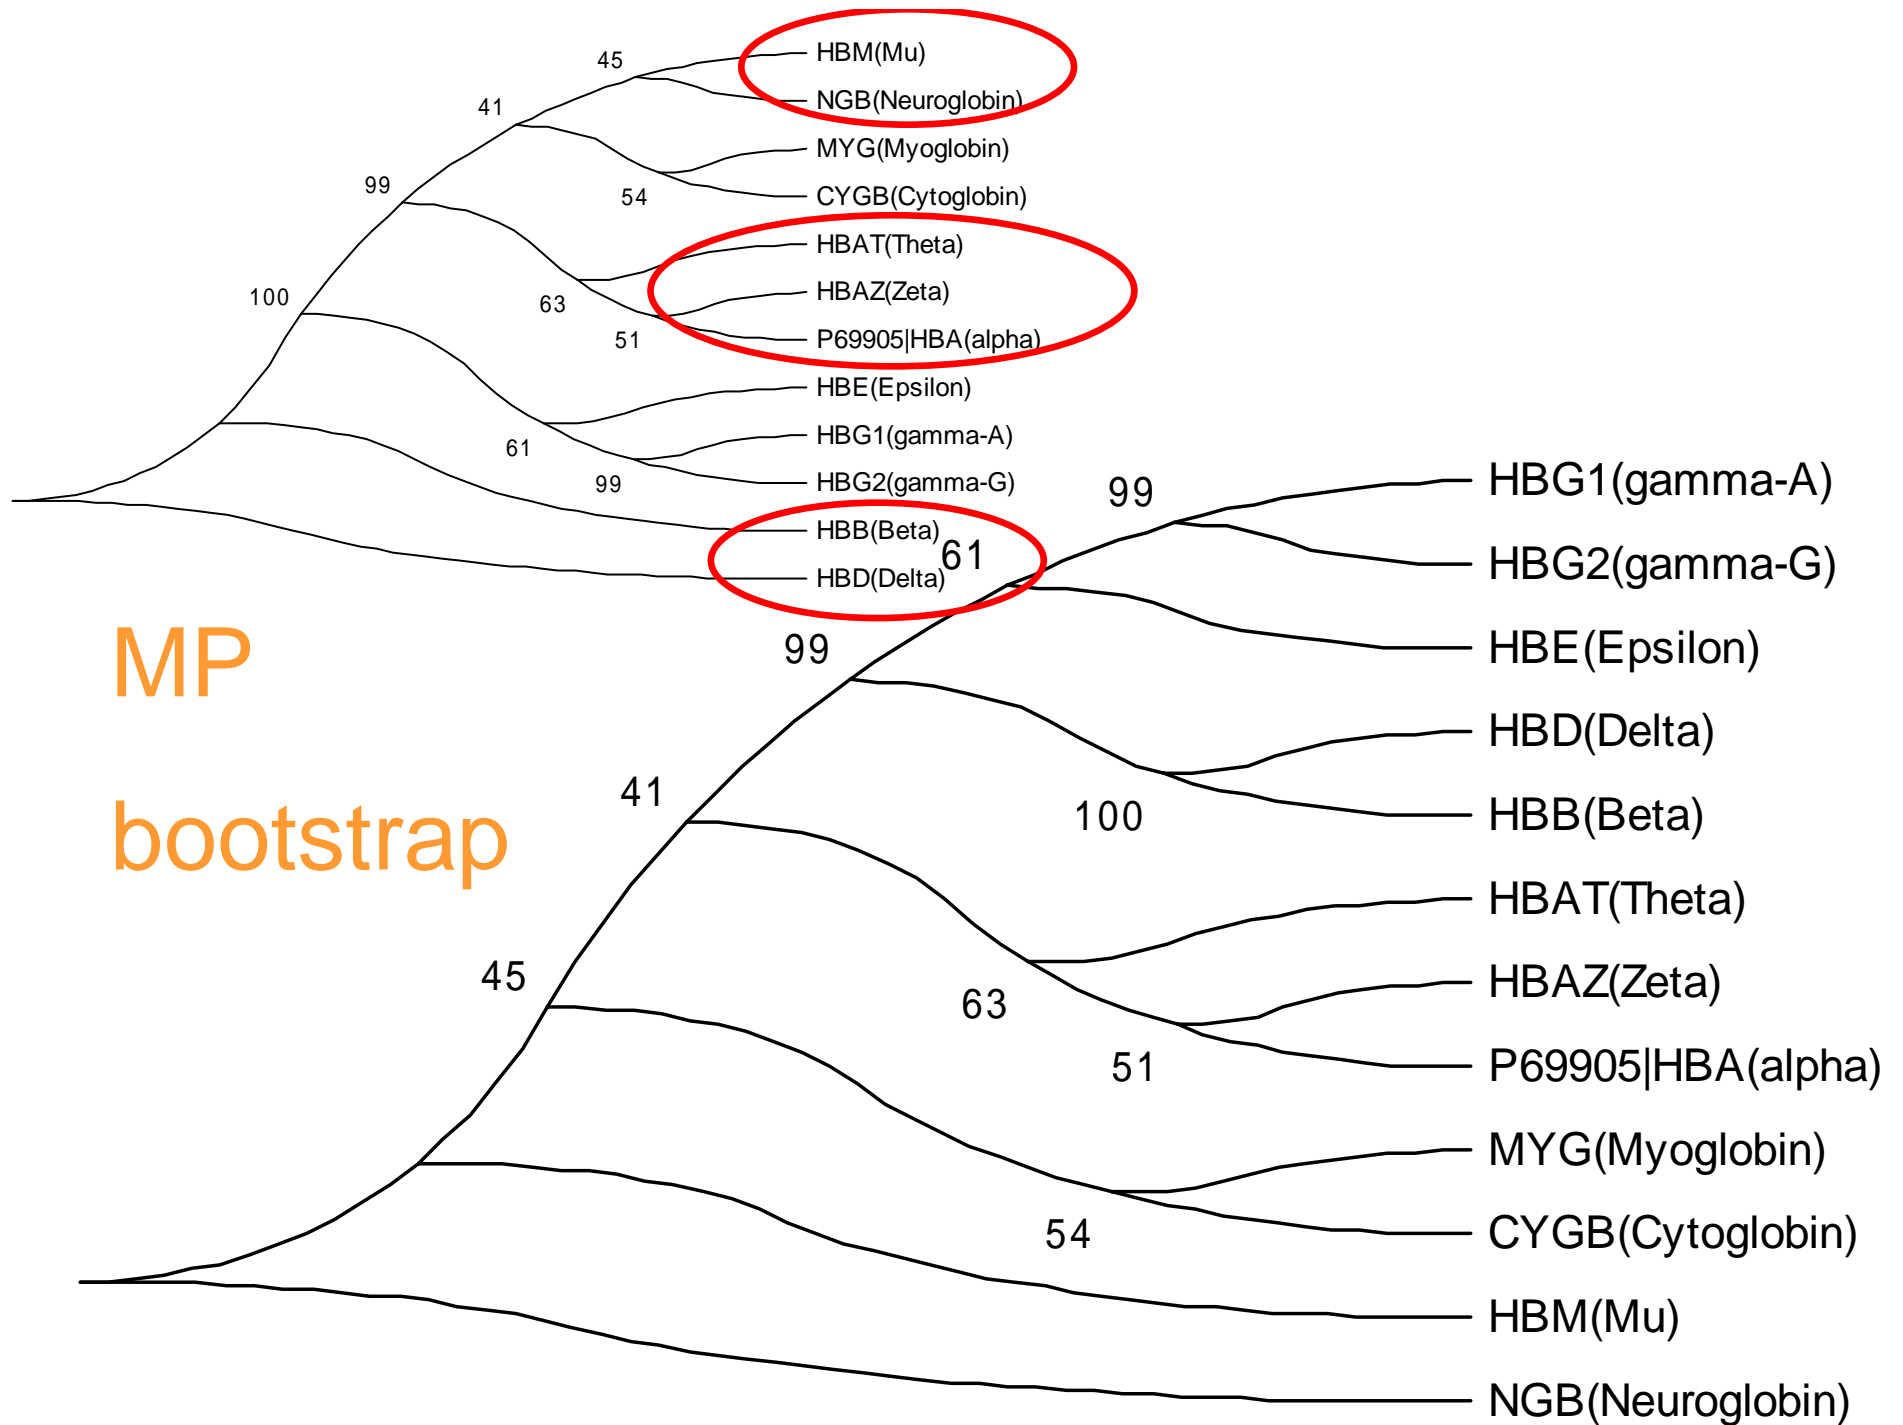 45
HBM(Mu)
NGB(Neuroglobin)
41
MYG(Myoglobin)
99
54
CYGB(Cytoglobin)
HBAT(Theta)
100
HBAZ(Zeta)
63
51
P69905|HBA(alpha)
HBE(Epsilon)
HBG1(gamma-A)
61
99
HBG2(gamma-G)
HBB(Beta)
HBD(Delta)
MP
bootstrap
99
HBG1(gamma-A)
61
HBG2(gamma-G)
99
HBE(Epsilon)
HBD(Delta)
41
100
HBB(Beta)
HBAT(Theta)
45
63
HBAZ(Zeta)
51
P69905|HBA(alpha)
MYG(Myoglobin)
54
CYGB(Cytoglobin)
HBM(Mu)
NGB(Neuroglobin)